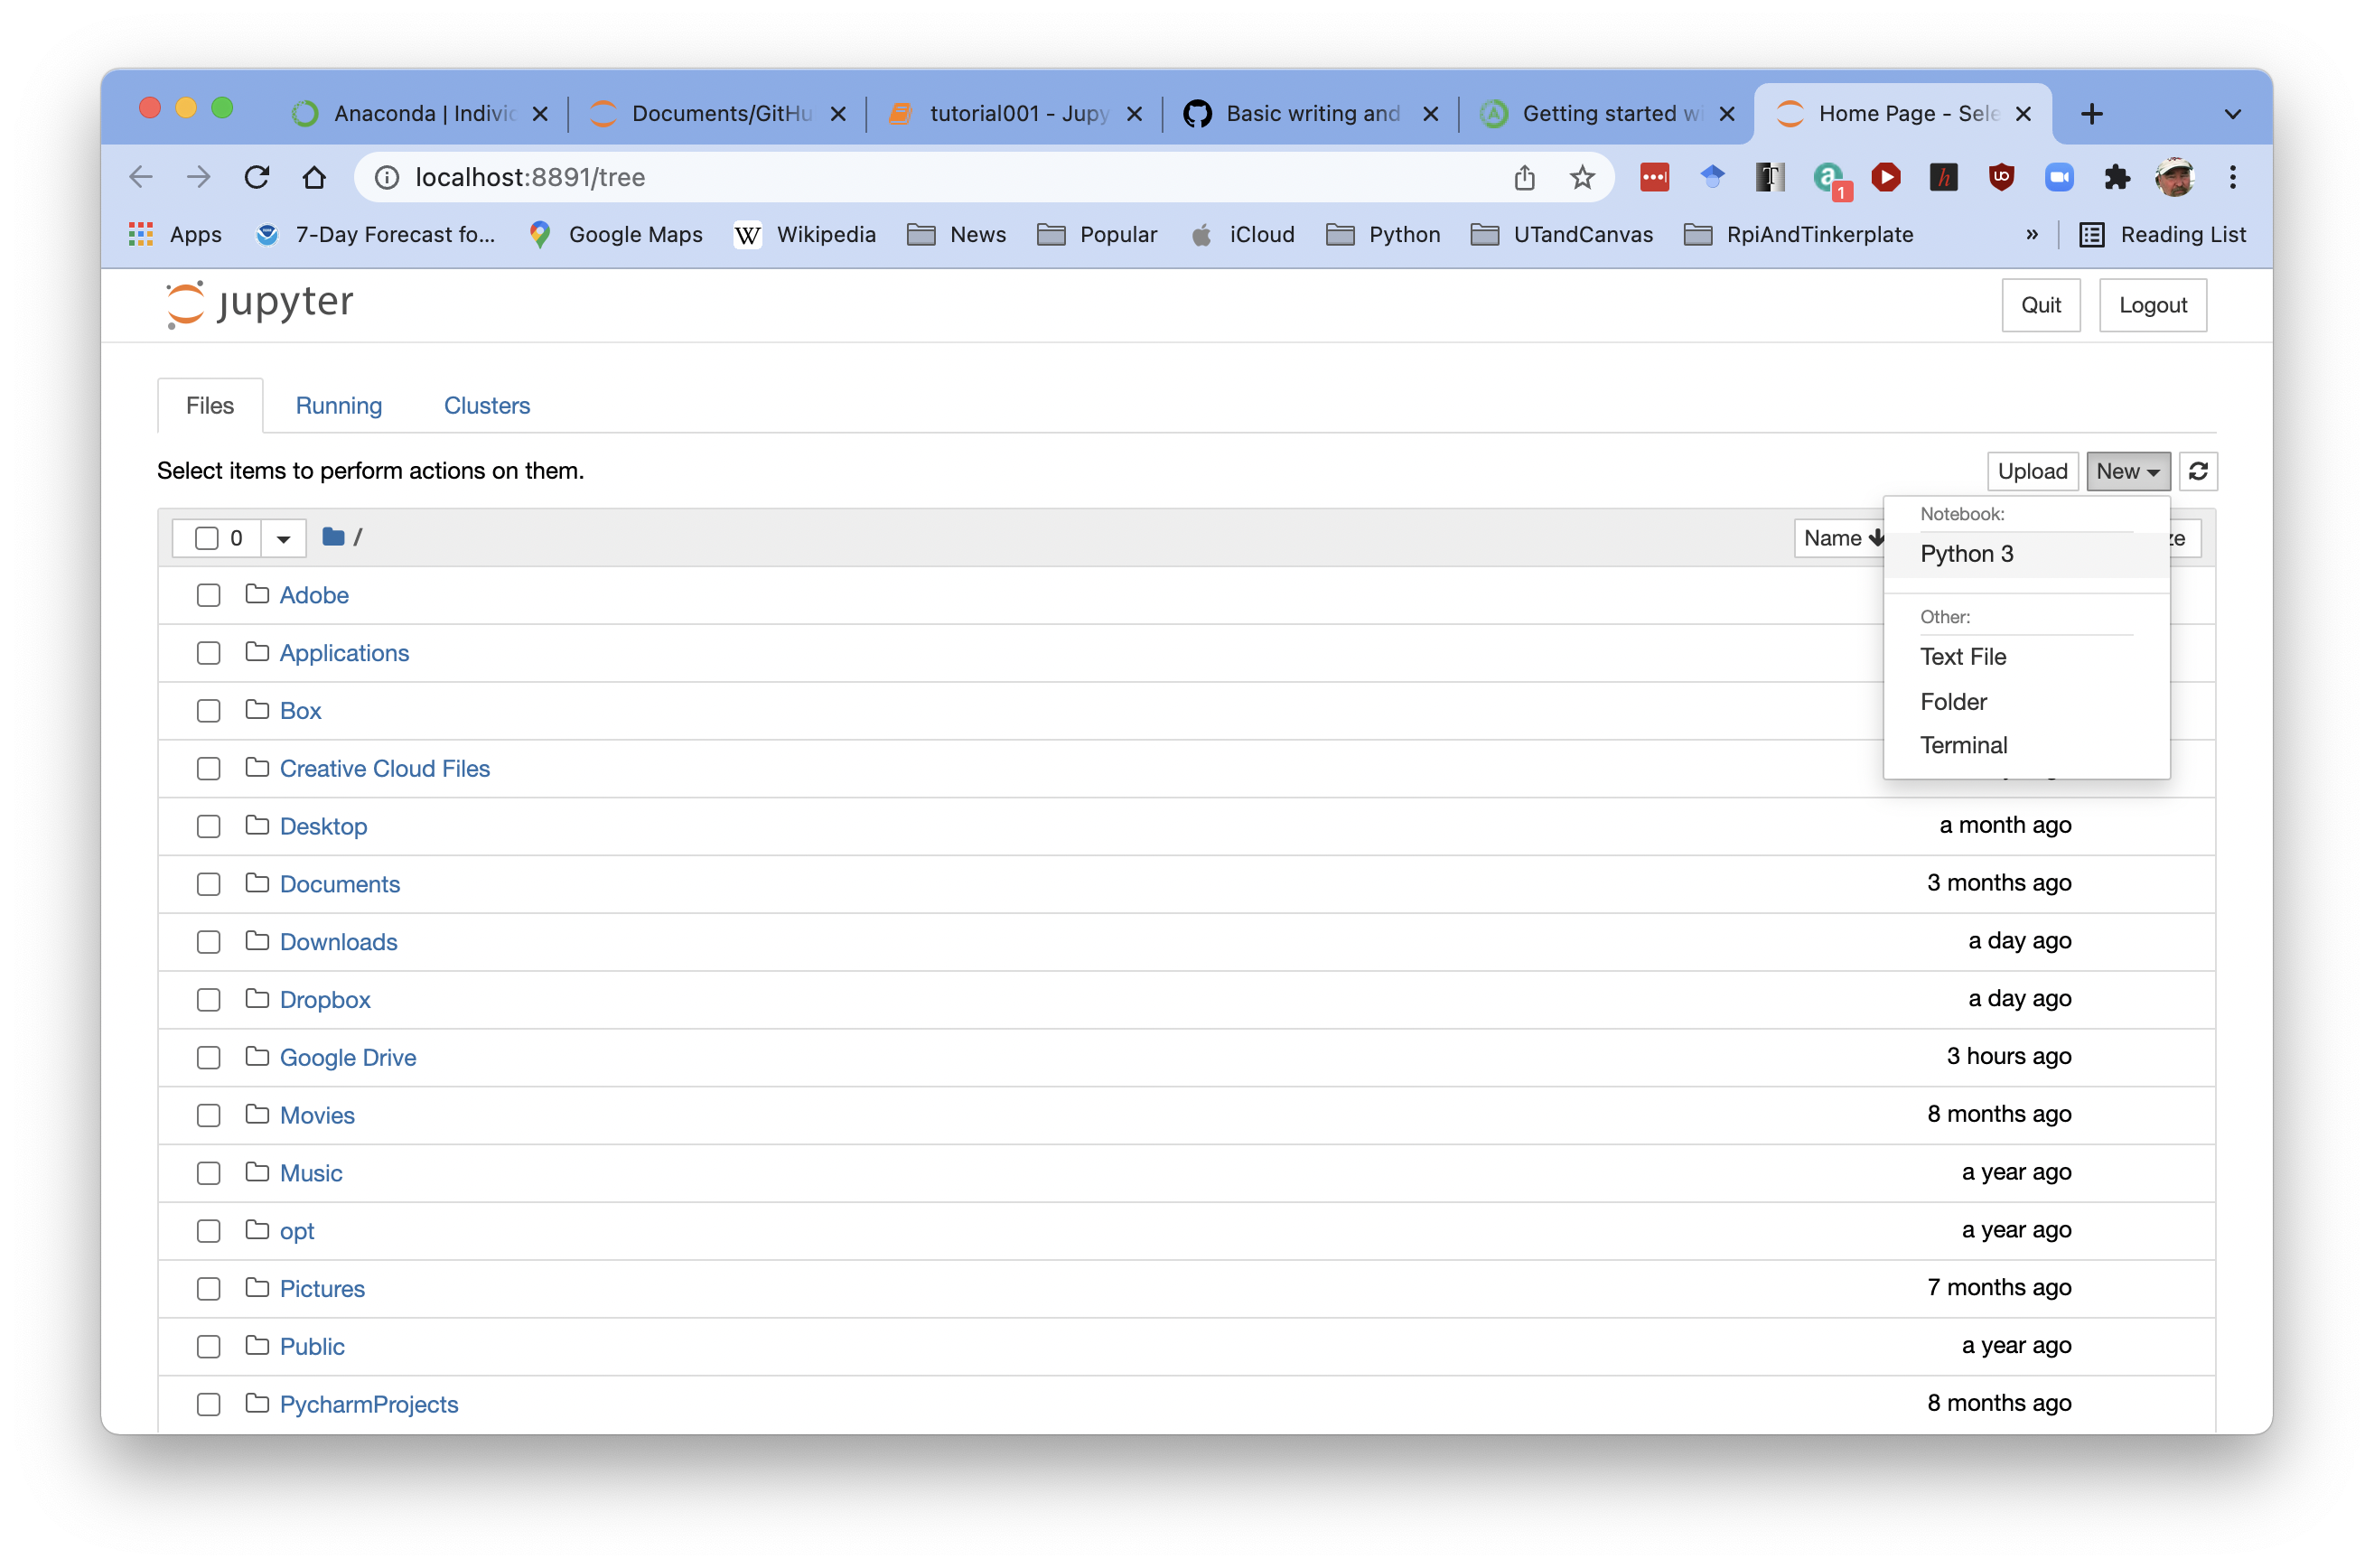 Anaconda | Indivic
Documents/GitHu
tutorial001 - Jupy
Basic writing and
Getting started wi
Home Page - Sele
localhost:8891/tree
T
a
1
h
UD
Apps
7-Day Forecast fo...
W
Google Maps
Wikipedia
News
Popular
iCloud
Python
UTandCanvas
RpiAndTinkerplate
»
Reading List
jupyter
Quit
Logout
Files
Running
Clusters
Select items to perform actions on them.
Upload
New
0
/
Name
ze
Notebook:
Python 3
Other:
Text File
Folder
Terminal
Adobe
Applications
Box
Creative Cloud Files
Desktop
a month ago
Documents
3 months ago
Downloads
a day ago
Dropbox
a day ago
Google Drive
3 hours ago
Movies
8 months ago
Music
a year ago
opt
a year ago
Pictures
7 months ago
Public
a year ago
PycharmProjects
8 months ago